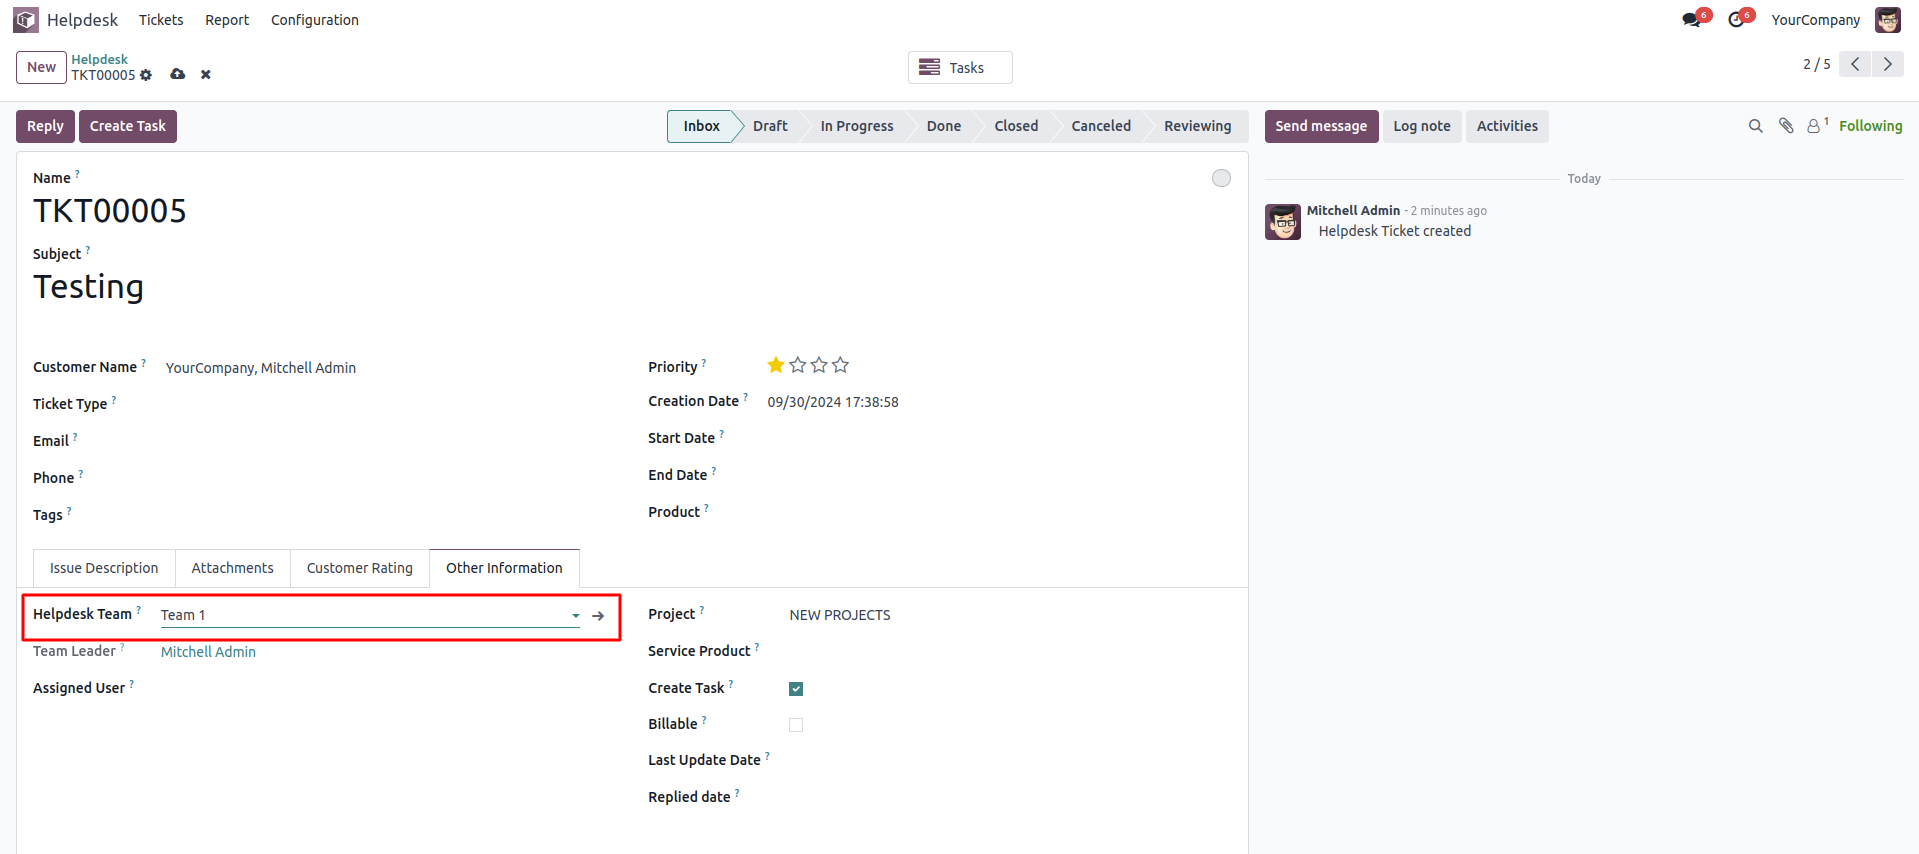 Helpdesk Tickets Report Configuration 6 6 YourCompany
New Helpdesk Tasks 2 / 5
TKT00005
Reply Create Task Inbox Draft In Progress Done Closed Canceled Reviewing Send message Log note Activities 1 Following
Name ?
TKT00005
Subject ?
Testing
Today
Mitchell Admin - 2 minutes ago
Helpdesk Ticket created
Customer Name ? YourCompany, Mitchell Admin
Ticket Type ?
Email ?
Phone ?
Tags ?
Priority ?
Creation Date ? 09/30/2024 17:38:58
Start Date ?
End Date ?
Product ?
Issue Description Attachments Customer Rating Other Information
Helpdesk Team ? Team 1
Team Leader ? Mitchell Admin
Assigned User ?
Project ? NEW PROJECTS
Service Product ?
Create Task ?
Billable ?
Last Update Date ?
Replied date ?